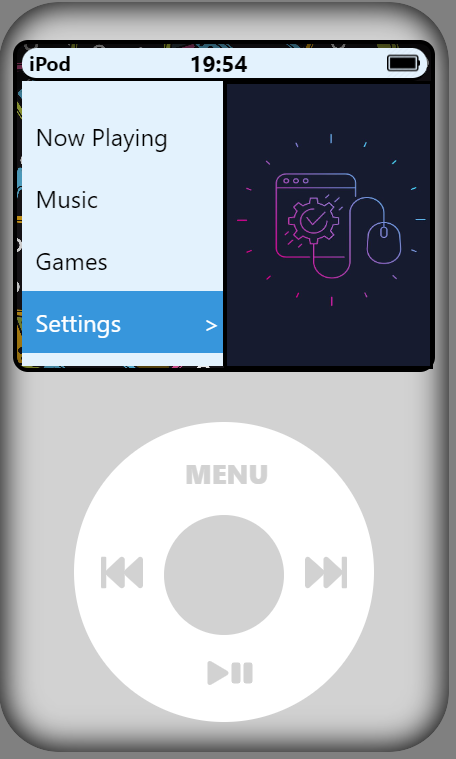 iPod 19:54
Now Playing
Music
Games
Settings >
MENU